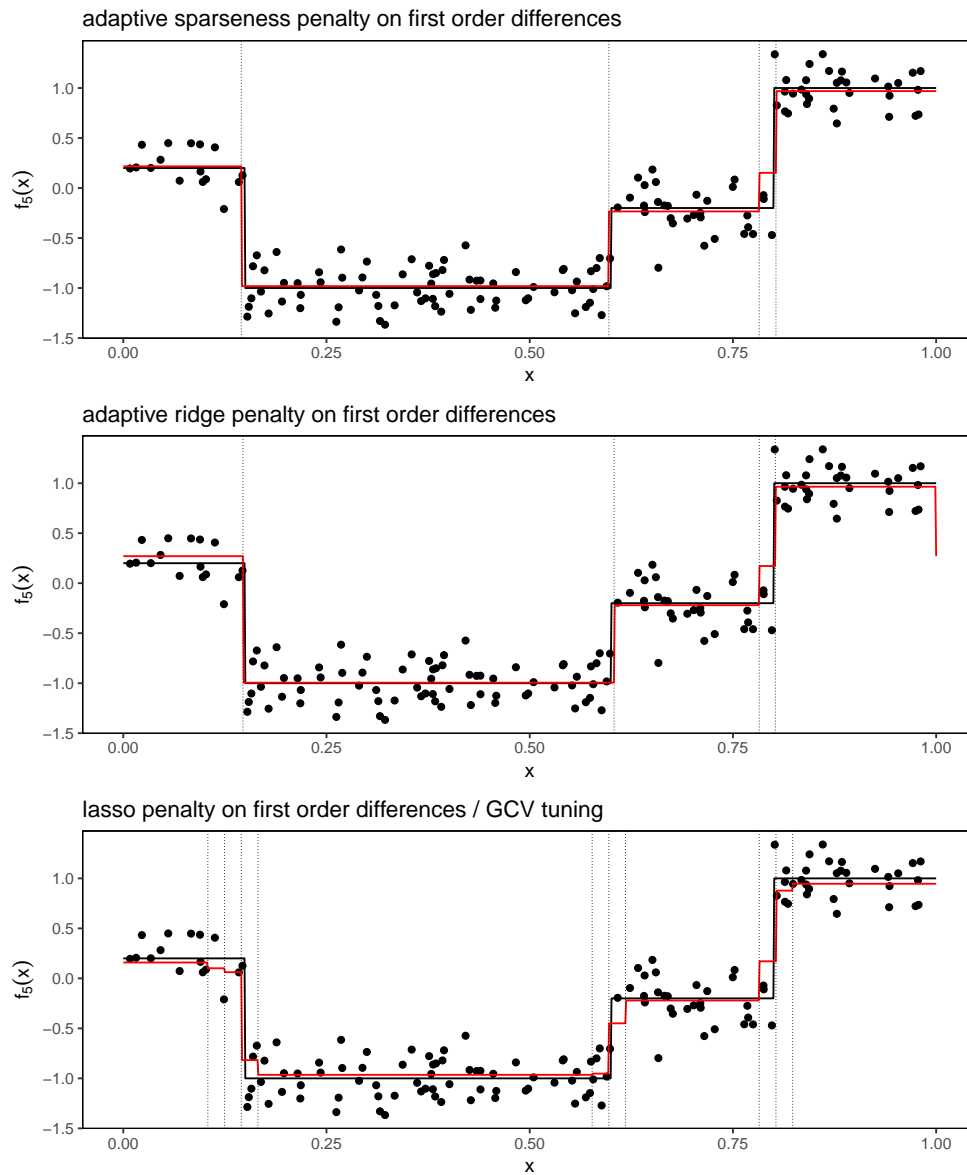 adaptive sparseness penalty on first order differences
f₅(x)
1.0
0.5
0.0
−0.5
−1.0
−1.5
0.00 0.25 0.50 0.75 1.00
x
adaptive ridge penalty on first order differences
f₅(x)
1.0
0.5
0.0
−0.5
−1.0
−1.5
0.00 0.25 0.50 0.75 1.00
x
lasso penalty on first order differences / GCV tuning
f₅(x)
1.0
0.5
0.0
−0.5
−1.0
−1.5
0.00 0.25 0.50 0.75 1.00
x